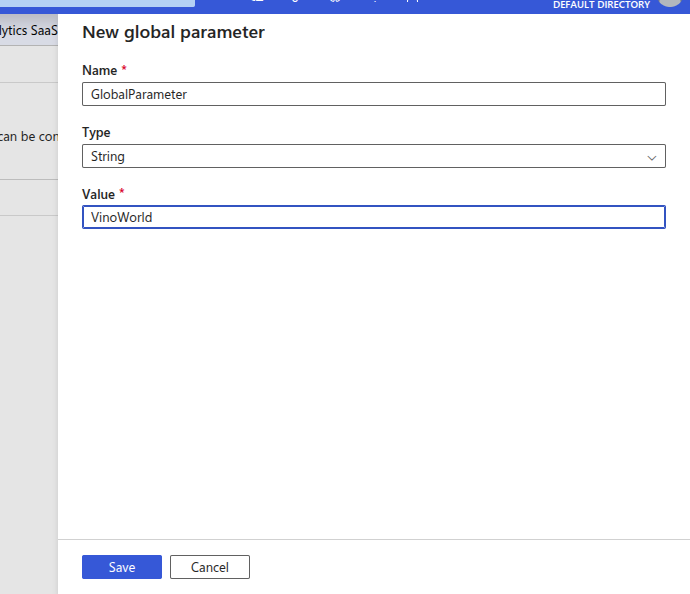 DEFAULT DIRECTORY
lytics SaaS
New global parameter
Name *
GlobalParameter
can be con
Type
String
Value *
VinoWorld
Save
Cancel